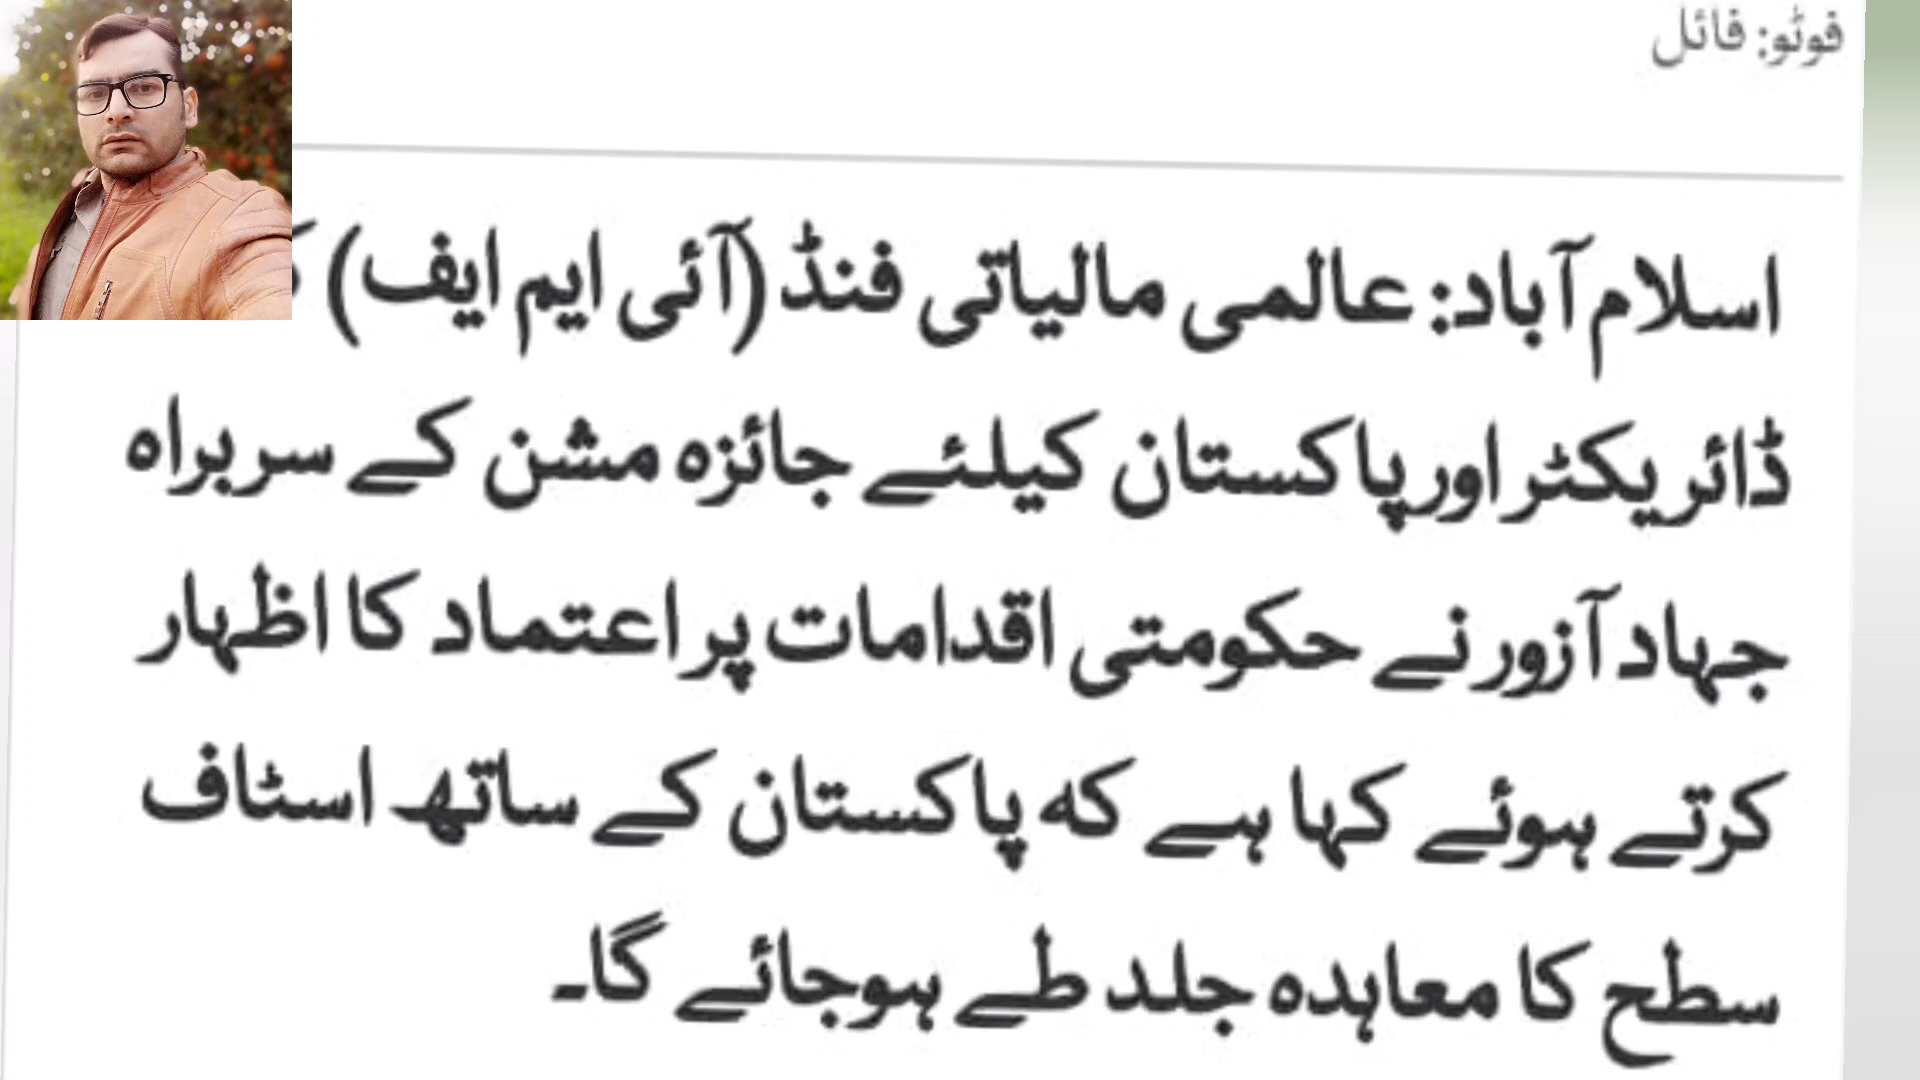 فوٹو: فائل
اسلام آباد: عالمی مالیاتی فنڈ (آئی ایم ایف)
ڈائریکٹر اورپاکستان کیلئے جائزہ مشن کے سربراہ
جہاد آزور نے حکومتی اقدامات پر اعتماد کا اظہار
کرتے ہوئے کہا ہے کہ پاکستان کے ساتھ اسٹاف
سطح کا معاہدہ جلد طے ہوجائے گا۔